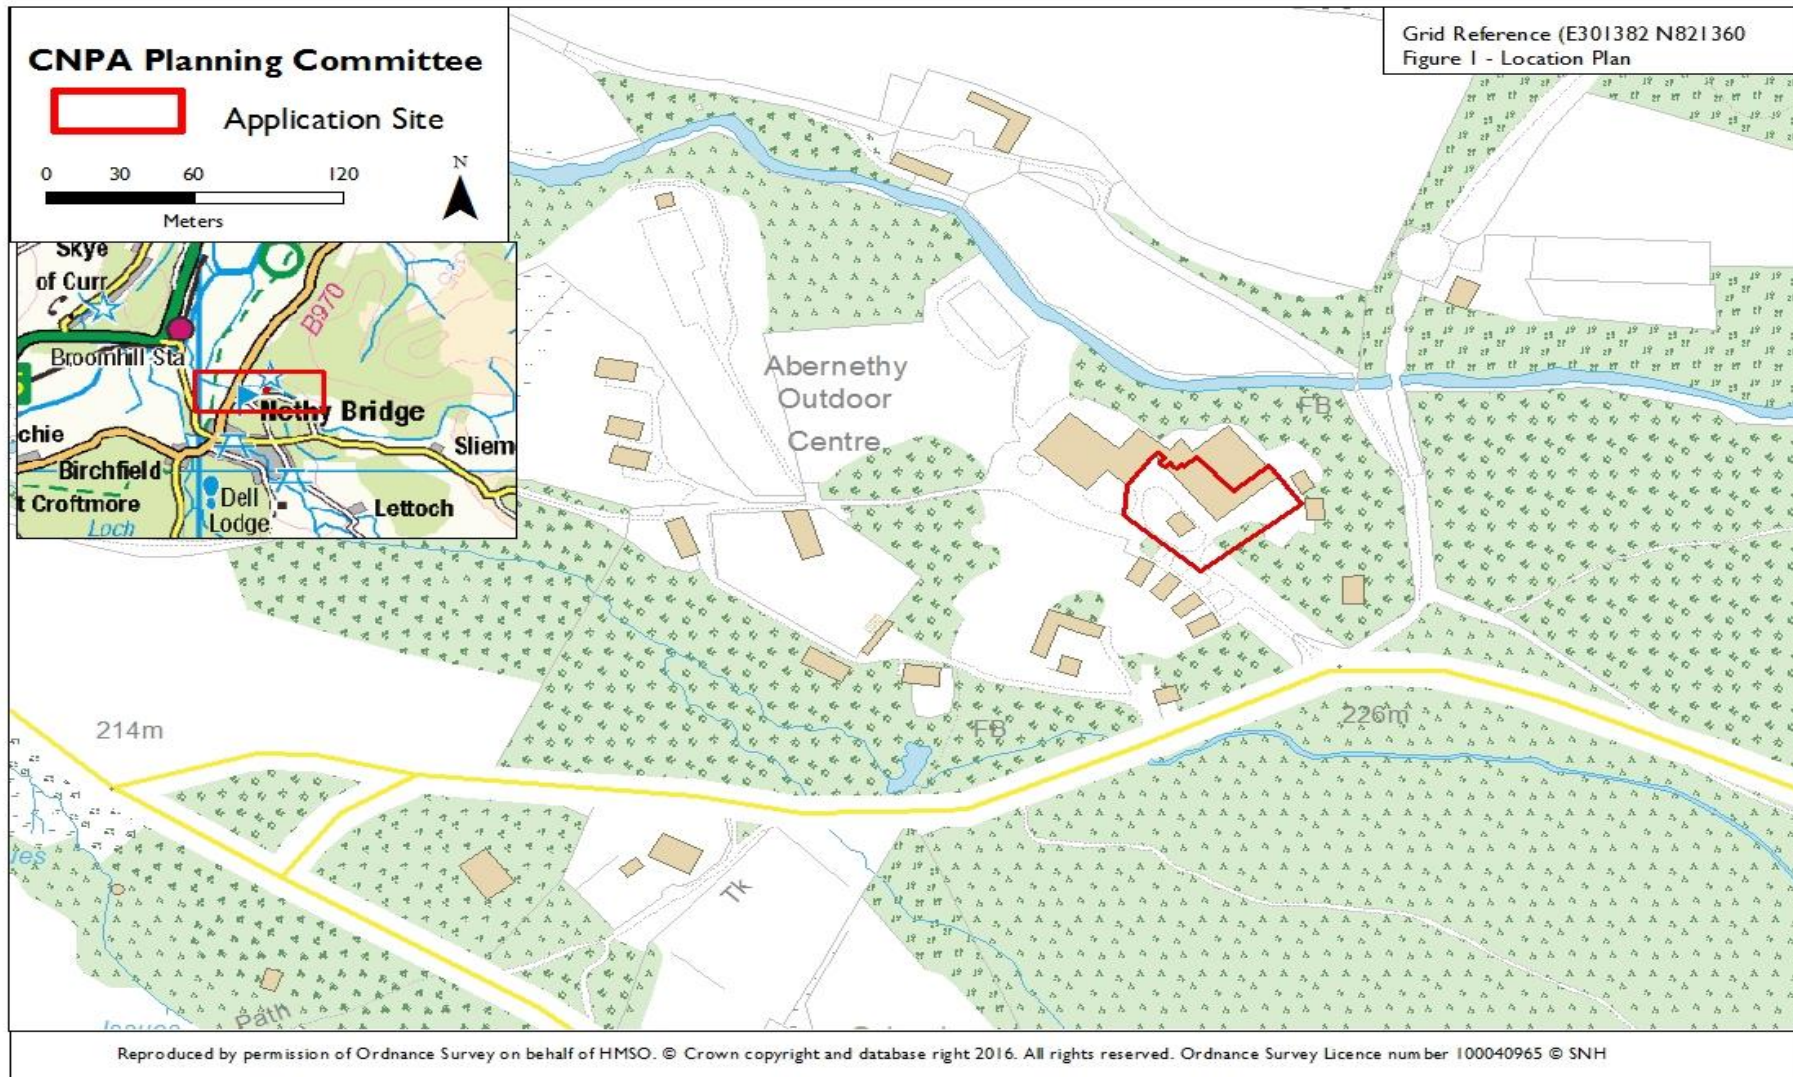 CNPA Planning Committee
Application Site
0 30 60 120
Meters
N
Grid Reference (E301382 N821360
Figure 1 - Location Plan
Skye
of Curr
B970
Broomhill Sta
Nethy Bridge
chie
Birchfield
t Croftmore
Loch
Dell
Lodge
Lettoch
Sliem
Abernethy
Outdoor
Centre
FB
214m
FB
226m
Tk
Path
Reproduced by permission of Ordnance Survey on behalf of HMSO. © Crown copyright and database right 2016. All rights reserved. Ordnance Survey Licence number 100040965 © SNH